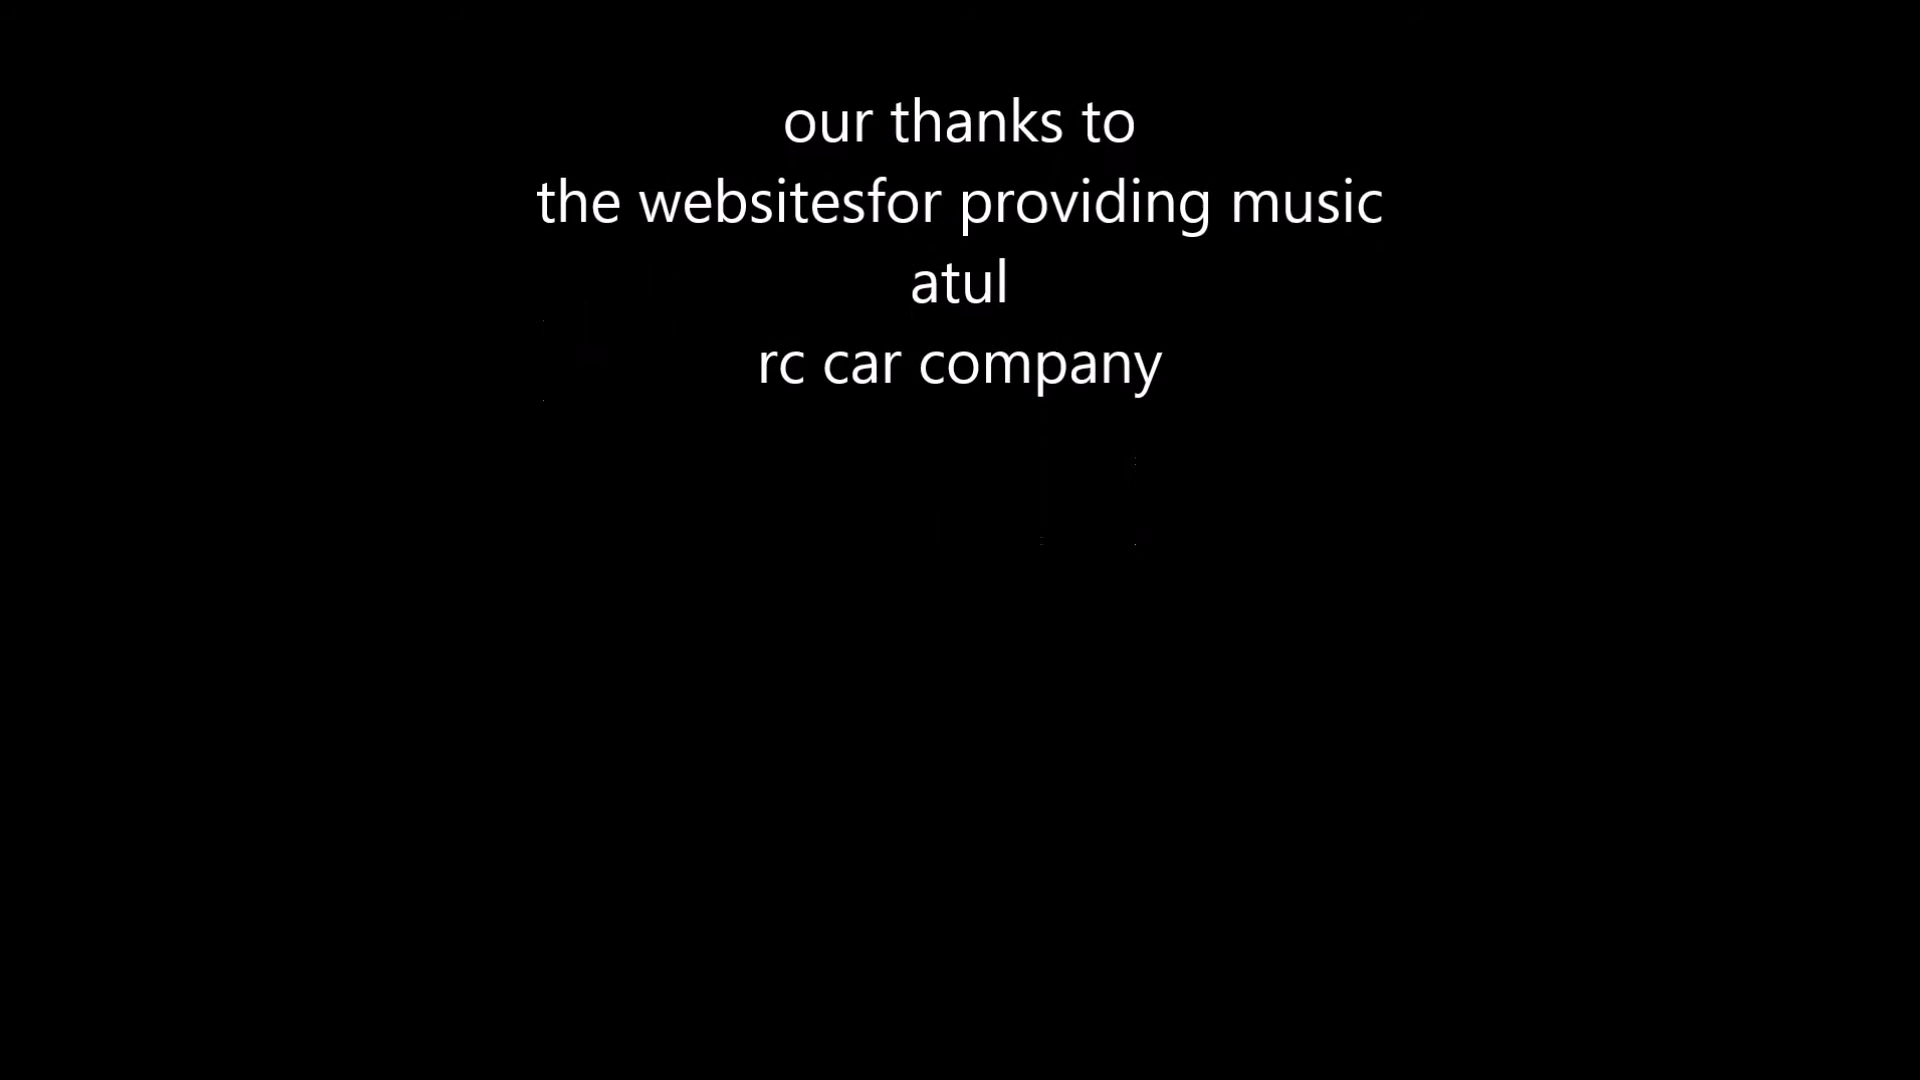 our thanks to
the websitesfor providing music
atul
rc car company